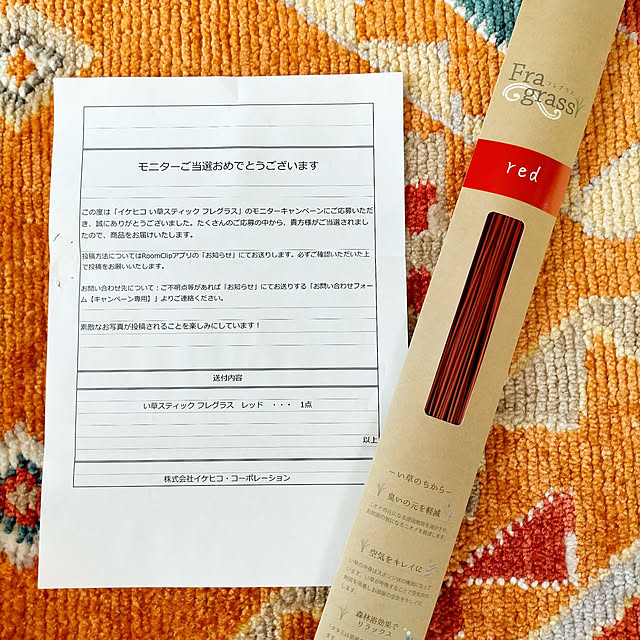 モニターご当選おめでとうございます
この度は「イケヒコ い草スティック フレグラス」のモニターキャンペーンにご応募いただ
き、誠にありがとうございました。たくさんのご応募の中から、貴方様がご当選されまし
たので、商品をお届けいたします。
投稿方法についてはRoomClipアプリの「お知らせ」にてお送りします。必ずご確認いただいた上
で投稿をお願いいたします。
お問い合わせ先について：ご不明点等があれば「お知らせ」にてお送りする「お問い合わせフォー
ム【キャンペーン専用】」よりご連絡ください。
素敵なお写真が投稿されることを楽しみにしています！
送付内容
い草スティック フレグラス　レッド　・・・　1点
以上
株式会社イケヒコ・コーポレーション
Fra
フレグラス
grass
red
ーい草のちからー
臭いの元を軽減
空気をキレイに
森林浴効果で
リラックス